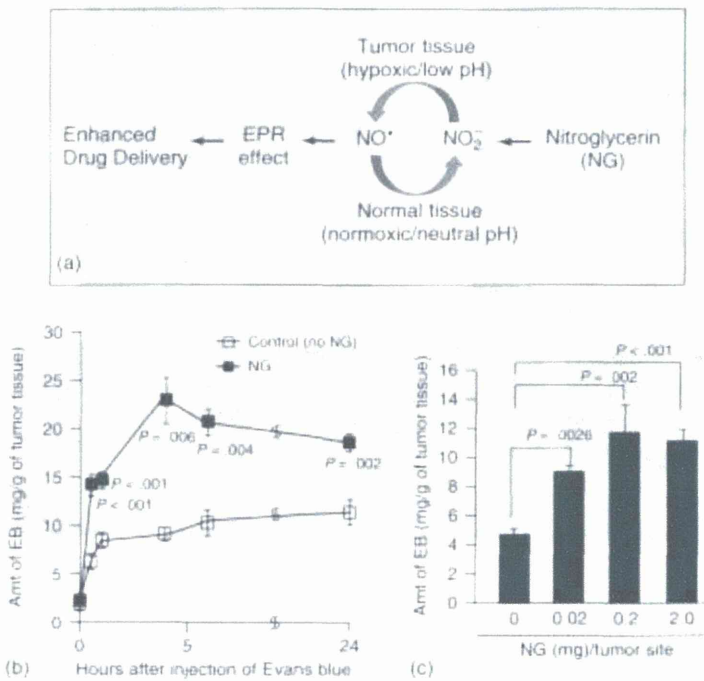 Tumor tissue
(hypoxic/low pH)
Enhanced
Drug Delivery
EPR
effect
NO•
NO₂⁻
Nitroglycerin
(NG)
Normal tissue
(normoxic/neutral pH)
(a)
Amt of EB (mg/g of tumor tissue)
30
25
20
15
10
5
0
Control (no NG)
NG
P < .001
P < .001
P = .006
P = .004
P = .002
0
5
24
Hours after injection of Evans blue
(b)
Amt of EB (mg/g of tumor tissue)
16
14
12
10
8
6
4
2
0
P < .001
P = .002
P = .0026
0
0.02
0.2
2.0
NG (mg)/tumor site
(c)